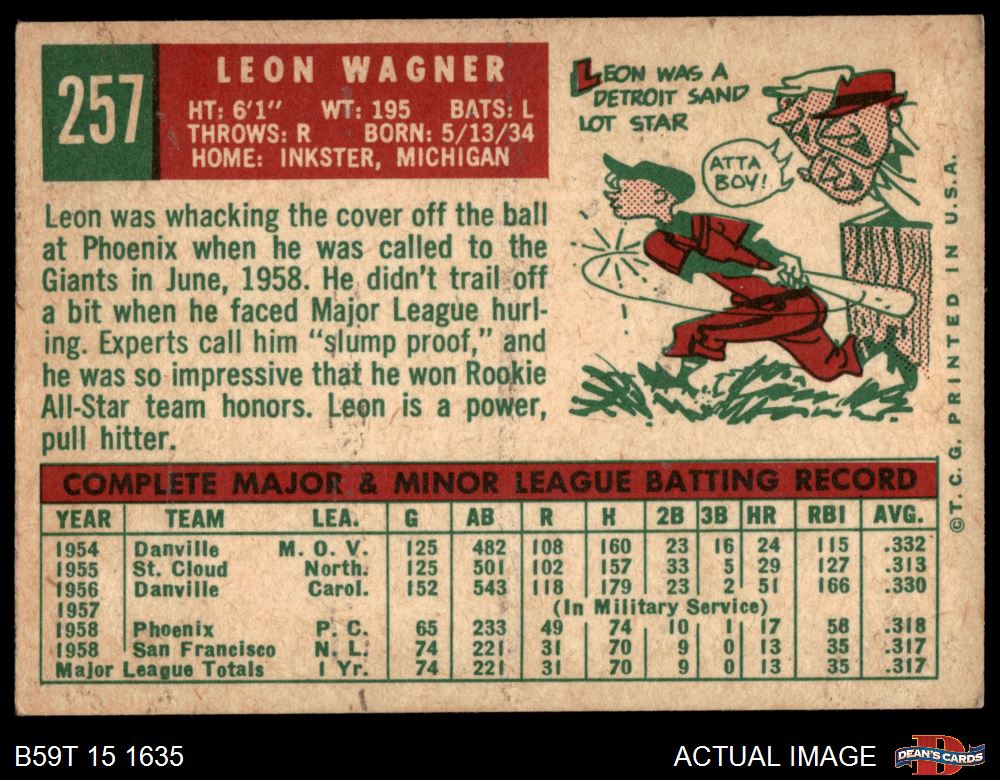 257
LEON WAGNER
HT: 6'1" WT: 195 BATS: L
THROWS: R BORN: 5/13/34
HOME: INKSTER, MICHIGAN
LEON WAS A
DETROIT SAND
LOT STAR
ATTA
BOY!
Leon was whacking the cover off the ball
at Phoenix when he was called to the
Giants in June, 1958. He didn't trail off
a bit when he faced Major League hurl-
ing. Experts call him "slump proof," and
he was so impressive that he won Rookie
All-Star team honors. Leon is a power,
pull hitter.
COMPLETE MAJOR & MINOR LEAGUE BATTING RECORD
YEAR TEAM LEA. G AB R H 2B 3B HR RBI AVG.
1954 Danville M. O. V. 125 482 108 160 23 16 24 115 .332
1955 St. Cloud North. 125 501 102 157 33 5 29 127 .313
1956 Danville Carol. 152 543 118 179 23 2 51 166 .330
1957 (In Military Service)
1958 Phoenix P. C. 65 233 49 74 10 1 17 58 .318
1958 San Francisco N. L. 74 221 31 70 9 0 13 35 .317
Major League Totals 1 Yr. 74 221 31 70 9 0 13 35 .317
©T. C. G. PRINTED IN U.S.A.
B59T 15 1635
ACTUAL IMAGE
D
DEAN'S CARDS